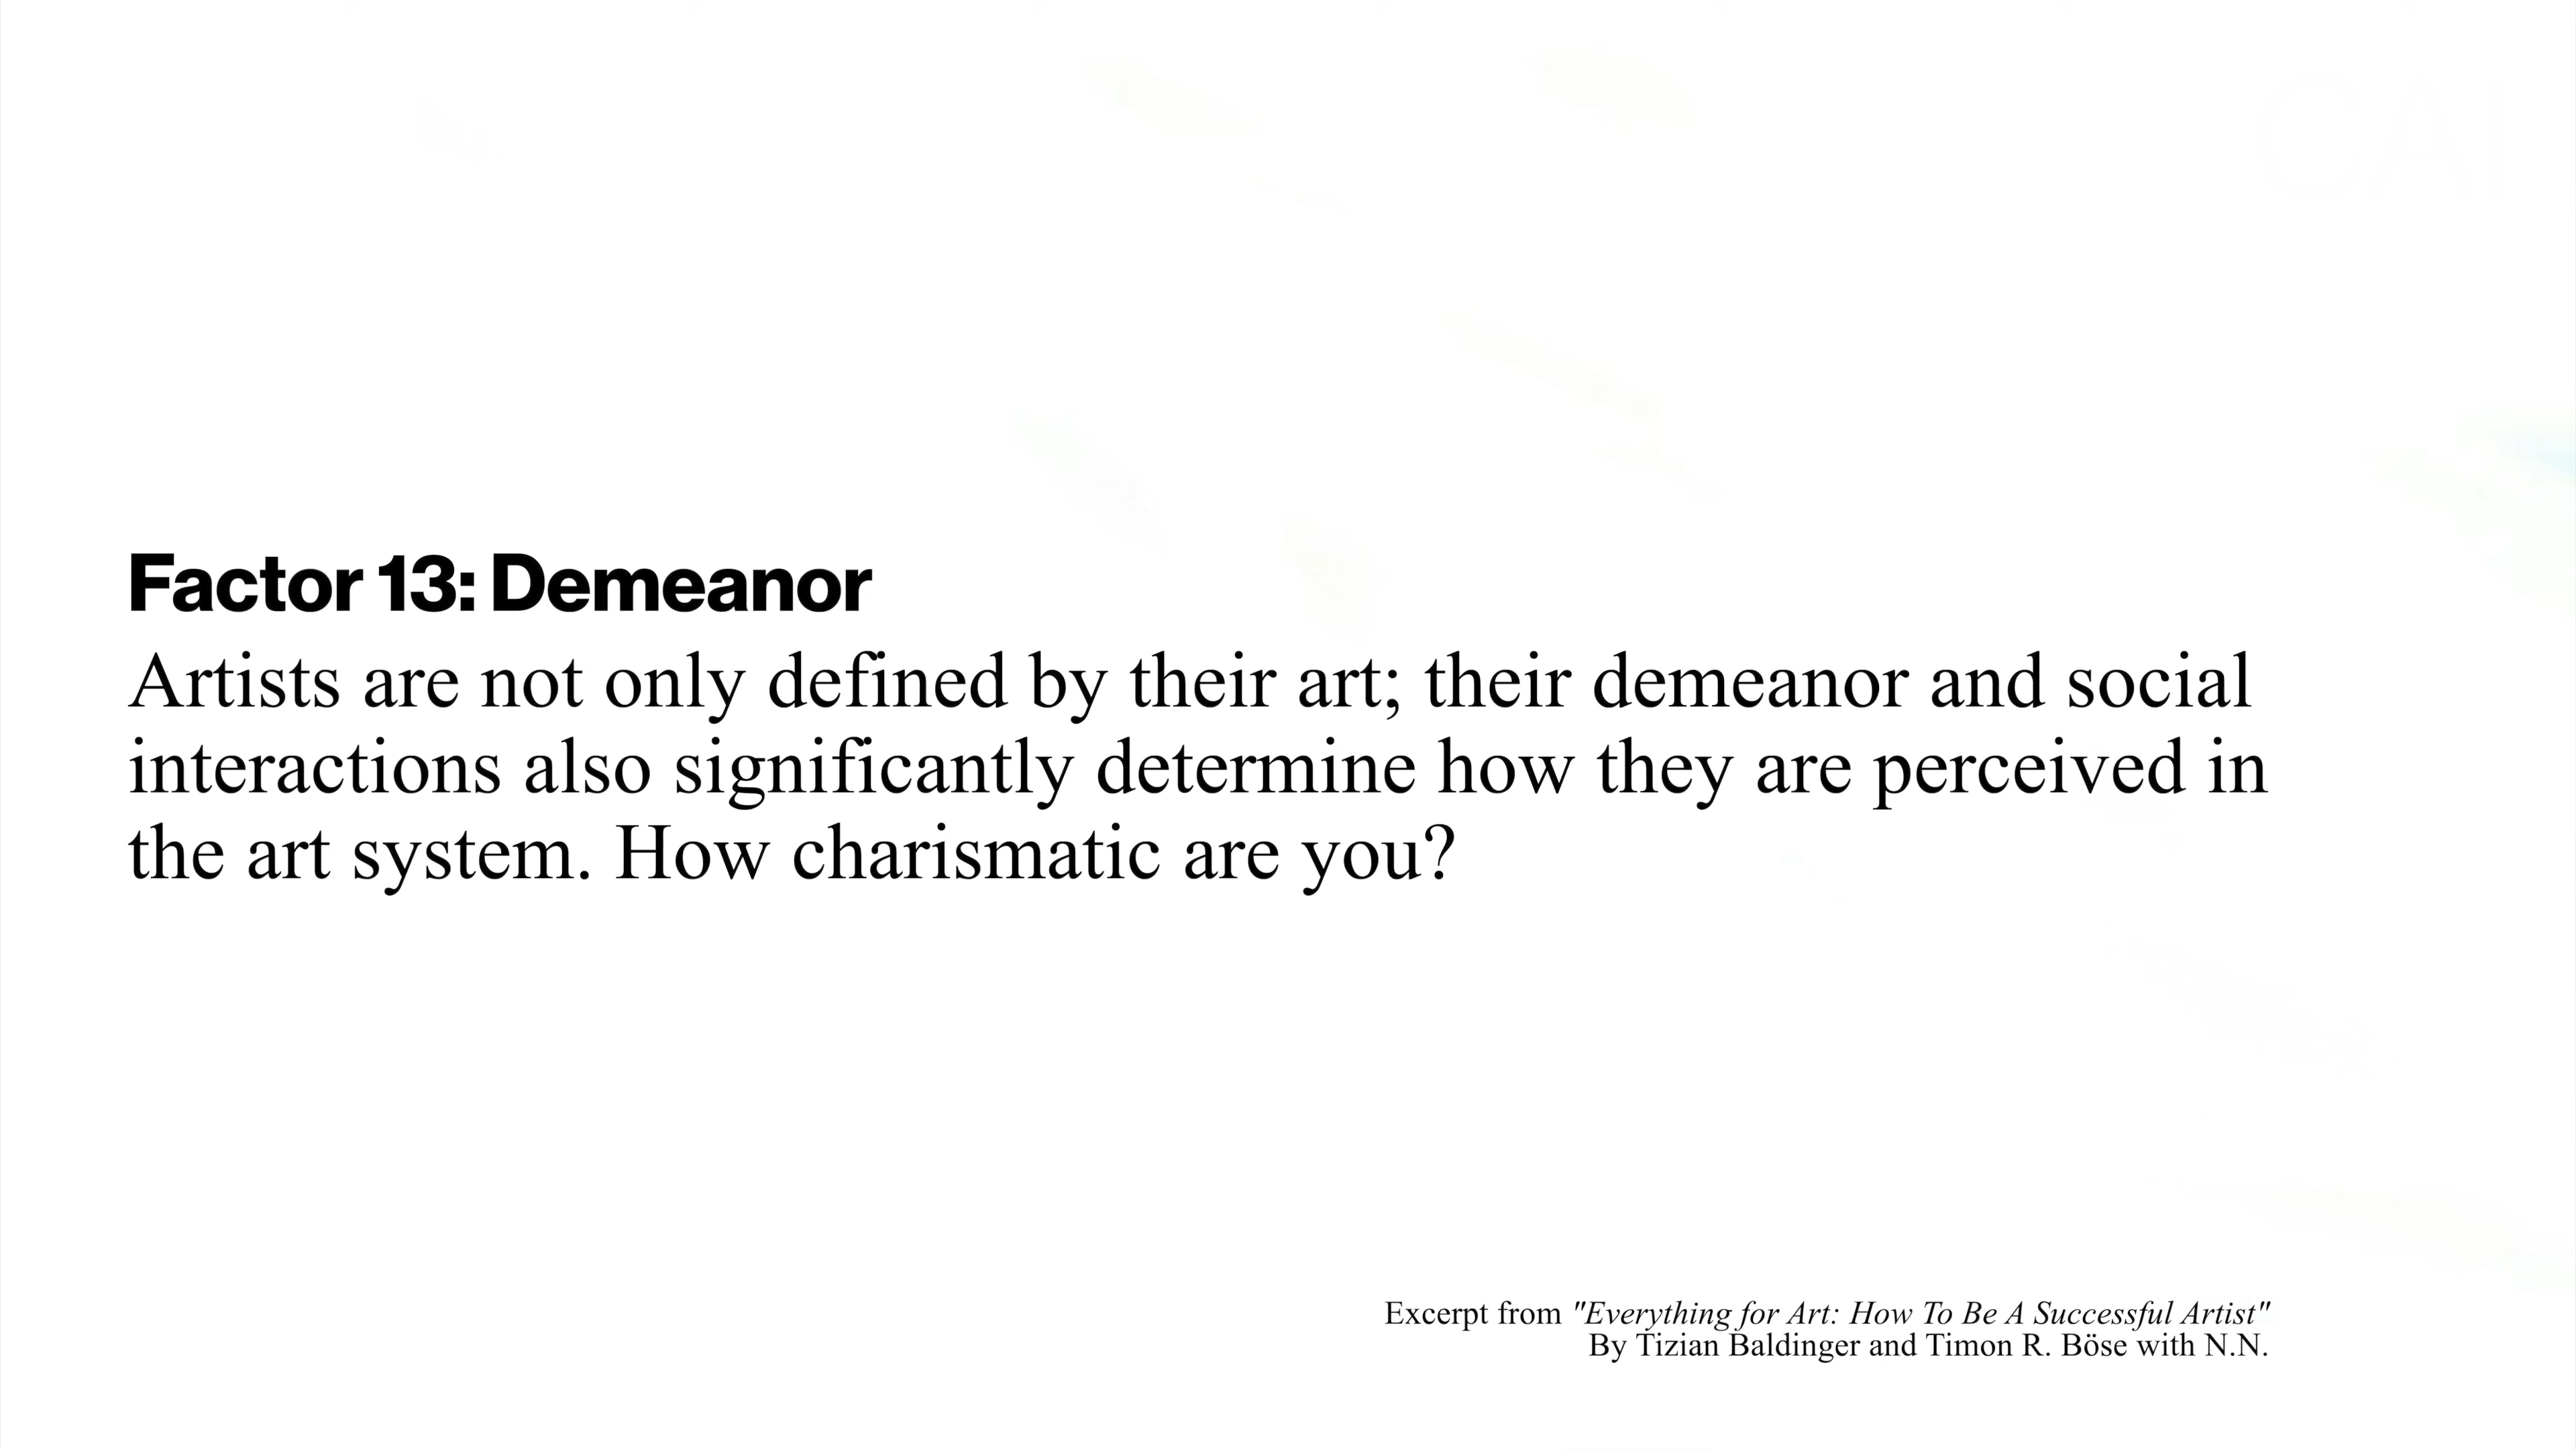 Factor 13: Demeanor
Artists are not only defined by their art; their demeanor and social
interactions also significantly determine how they are perceived in
the art system. How charismatic are you?
Excerpt from "Everything for Art: How To Be A Successful Artist"
By Tizian Baldinger and Timon R. Böse with N.N.